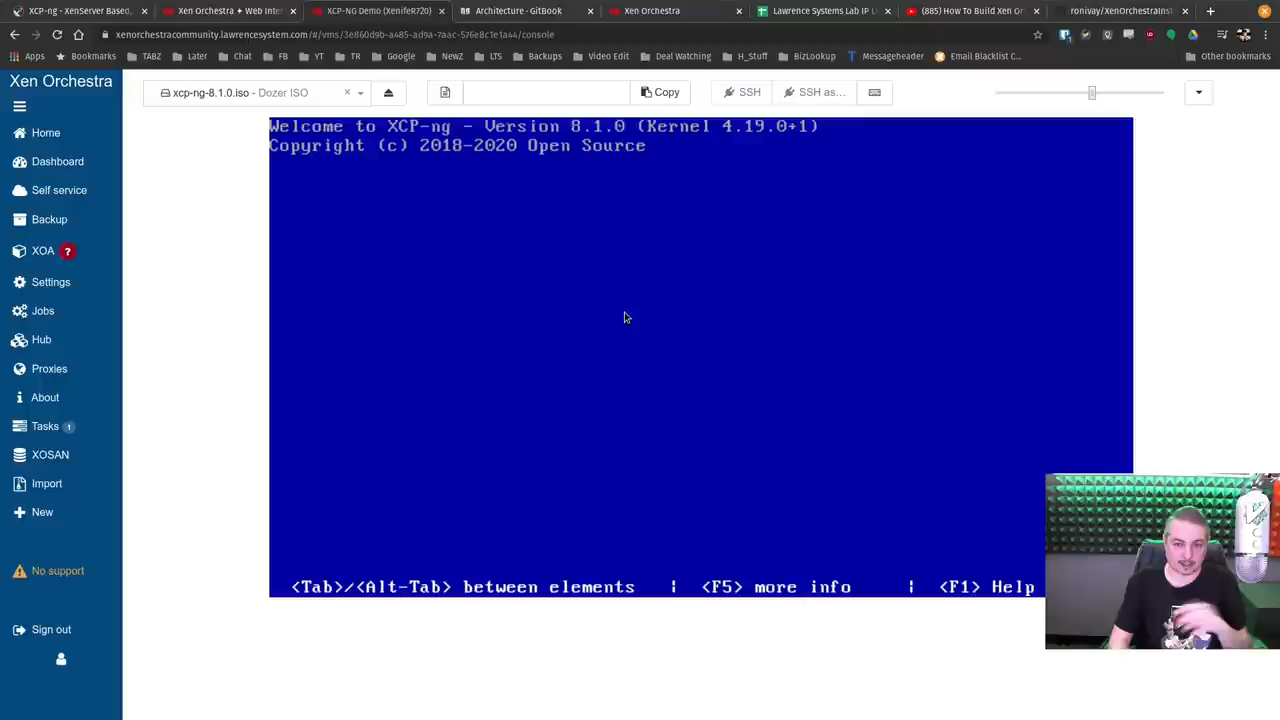 XCP-ng - XenServer Based,
Xen Orchestra ✦ Web Inter
XCP-NG Demo (XenifeR720)
Architecture - GitBook
Xen Orchestra
Lawrence Systems Lab IP Li
(885) How To Build Xen Or
ronivay/XenOrchestraInst
xenorchestracommunity.lawrencesystem.com/#/vms/3e860d9b-a485-ad9a-7aac-576e8c1e1a44/console
Apps
Bookmarks
TABZ
Later
Chat
FB
YT
TR
Google
NewZ
LTS
Backups
Video Edit
Deal Watching
H_Stuff
BizLookup
Messageheader
Email Blacklist C...
Other bookmarks
Xen Orchestra
xcp-ng-8.1.0.iso - Dozer ISO
Copy
SSH
SSH as...
Home
Dashboard
Self service
Backup
XOA ?
Settings
Jobs
Hub
Proxies
About
Tasks 1
XOSAN
Import
New
No support
Sign out
Welcome to XCP-ng - Version 8.1.0 (Kernel 4.19.0+1)
Copyright (c) 2018-2020 Open Source
<Tab>/<Alt-Tab> between elements | <F5> more info | <F1> Help